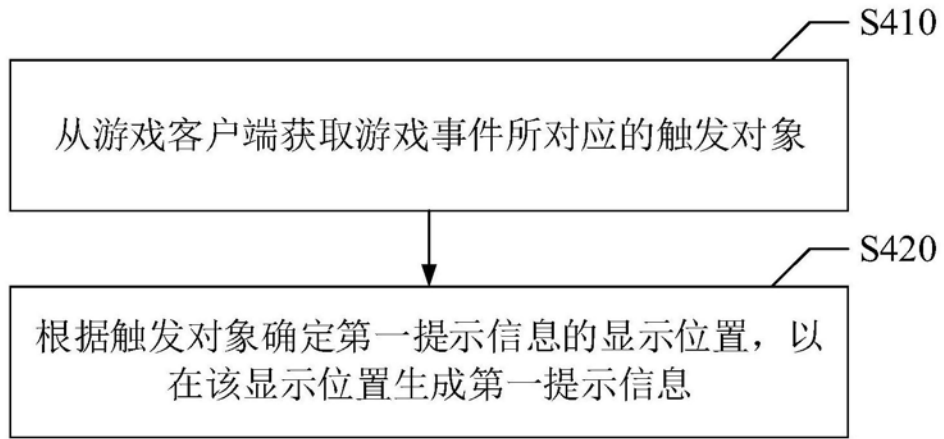 S410
从游戏客户端获取游戏事件所对应的触发对象
S420
根据触发对象确定第一提示信息的显示位置，以
在该显示位置生成第一提示信息